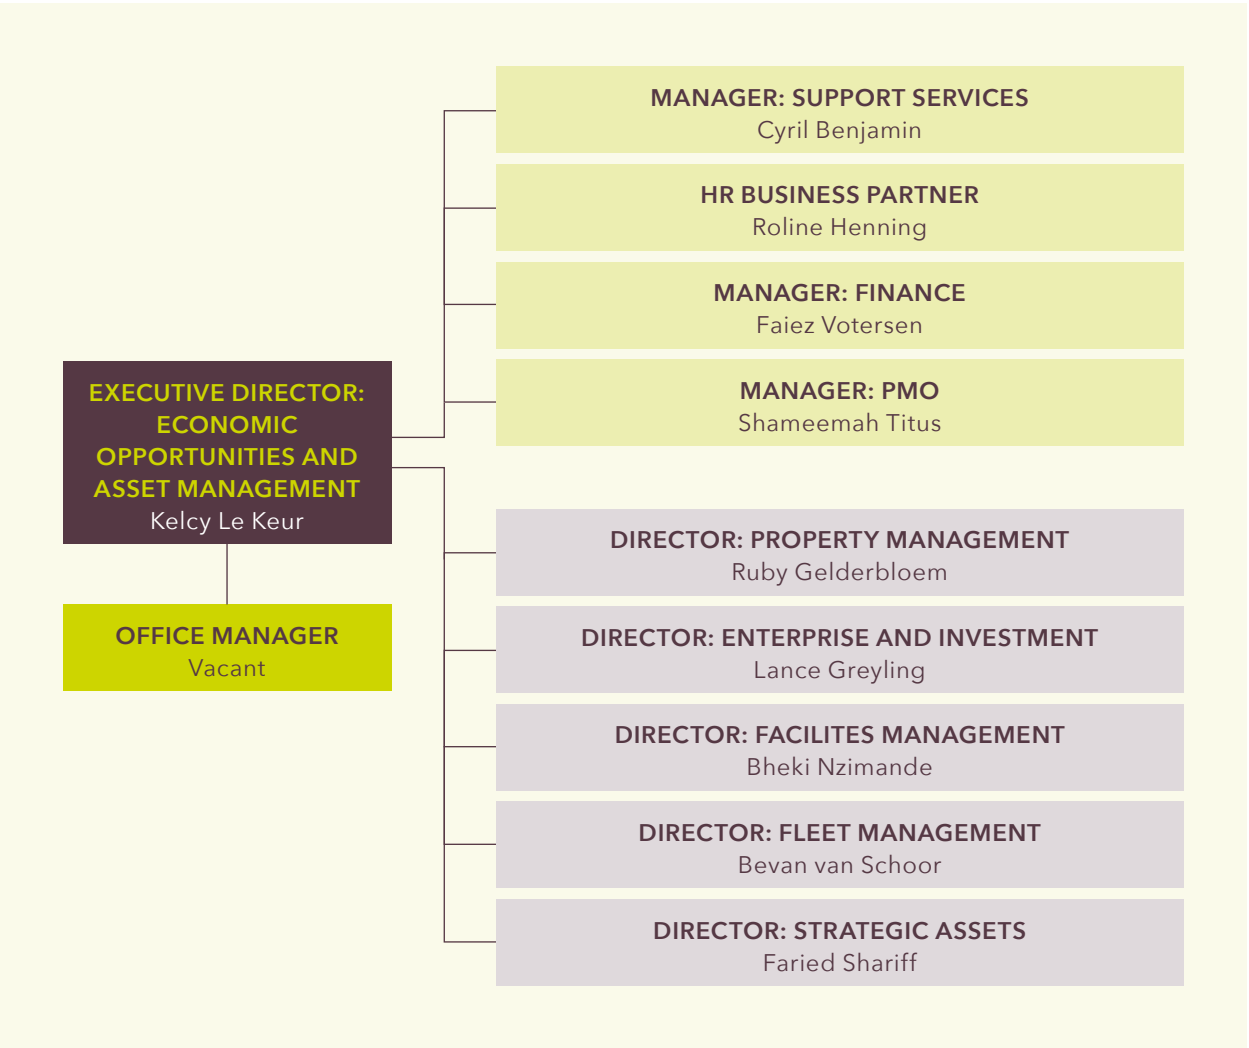 MANAGER: SUPPORT SERVICES
Cyril Benjamin
HR BUSINESS PARTNER
Roline Henning
MANAGER: FINANCE
Faiez Votersen
MANAGER: PMO
Shameemah Titus
EXECUTIVE DIRECTOR:
ECONOMIC
OPPORTUNITIES AND
ASSET MANAGEMENT
Kelcy Le Keur
OFFICE MANAGER
Vacant
DIRECTOR: PROPERTY MANAGEMENT
Ruby Gelderbloem
DIRECTOR: ENTERPRISE AND INVESTMENT
Lance Greyling
DIRECTOR: FACILITES MANAGEMENT
Bheki Nzimande
DIRECTOR: FLEET MANAGEMENT
Bevan van Schoor
DIRECTOR: STRATEGIC ASSETS
Faried Shariff